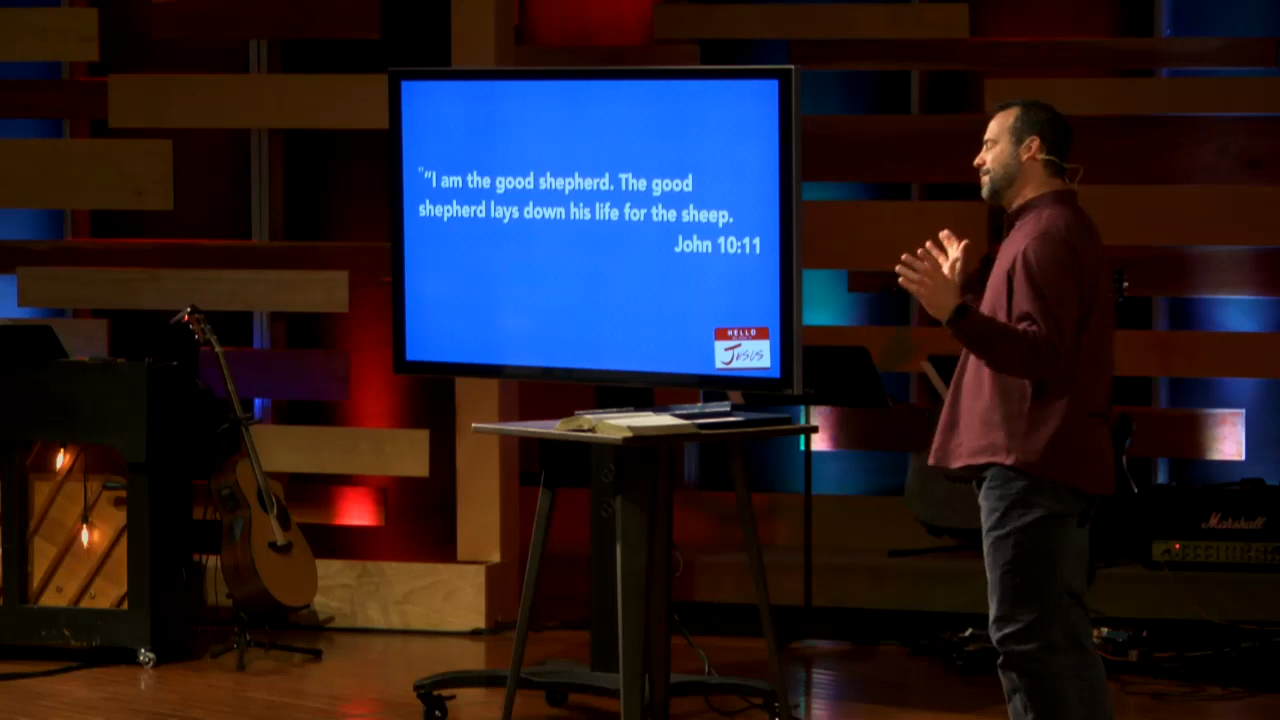 "“I am the good shepherd. The good
shepherd lays down his life for the sheep.
John 10:11
HELLO
Jesus
Marshall